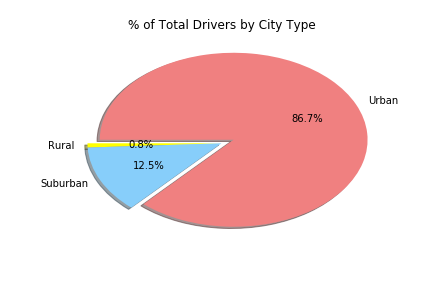 % of Total Drivers by City Type
Urban
86.7%
Rural
0.8%
12.5%
Suburban